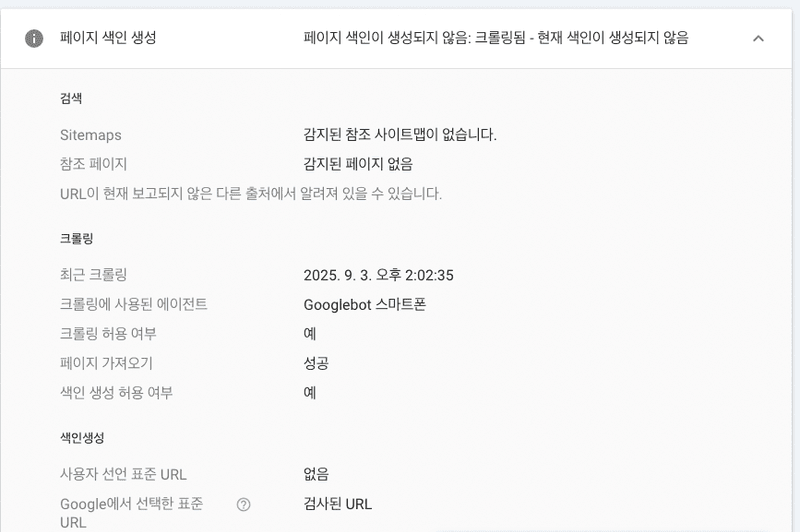 페이지 색인 생성 페이지 색인이 생성되지 않음: 크롤링됨 - 현재 색인이 생성되지 않음
검색
Sitemaps 감지된 참조 사이트맵이 없습니다.
참조 페이지 감지된 페이지 없음
URL이 현재 보고되지 않은 다른 출처에서 알려져 있을 수 있습니다.
크롤링
최근 크롤링 2025. 9. 3. 오후 2:02:35
크롤링에 사용된 에이전트 Googlebot 스마트폰
크롤링 허용 여부 예
페이지 가져오기 성공
색인 생성 허용 여부 예
색인생성
사용자 선언 표준 URL 없음
Google에서 선택한 표준 검사된 URL
URL